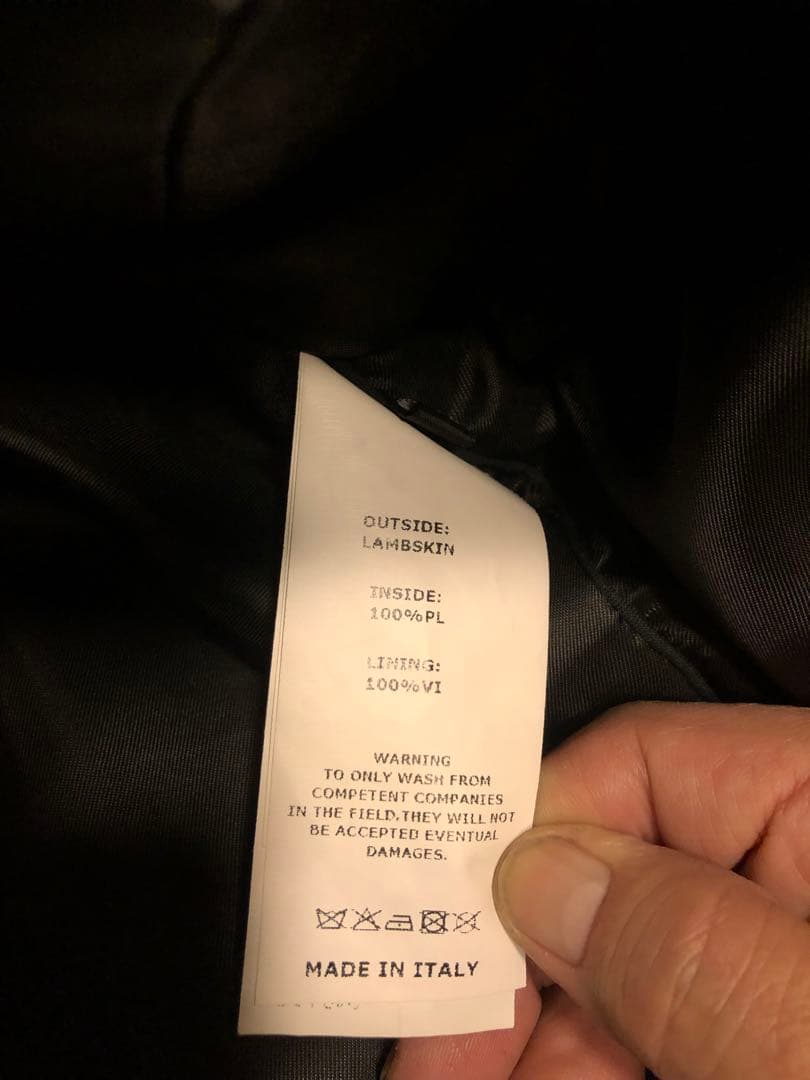 OUTSIDE:
LAMBSKIN
INSIDE:
100%PL
LINING:
100%VI
WARNING
TO ONLY WASH FROM
COMPETENT COMPANIES
IN THE FIELD.THEY WILL NOT
BE ACCEPTED EVENTUAL
DAMAGES.
MADE IN ITALY